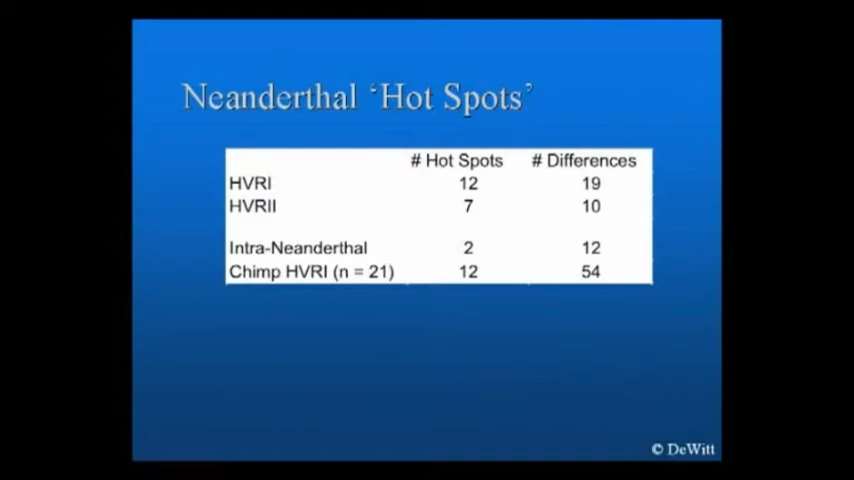 Neanderthal ‘Hot Spots’
# Hot Spots # Differences
HVRI 12 19
HVRII 7 10
Intra-Neanderthal 2 12
Chimp HVRI (n = 21) 12 54
© DeWitt